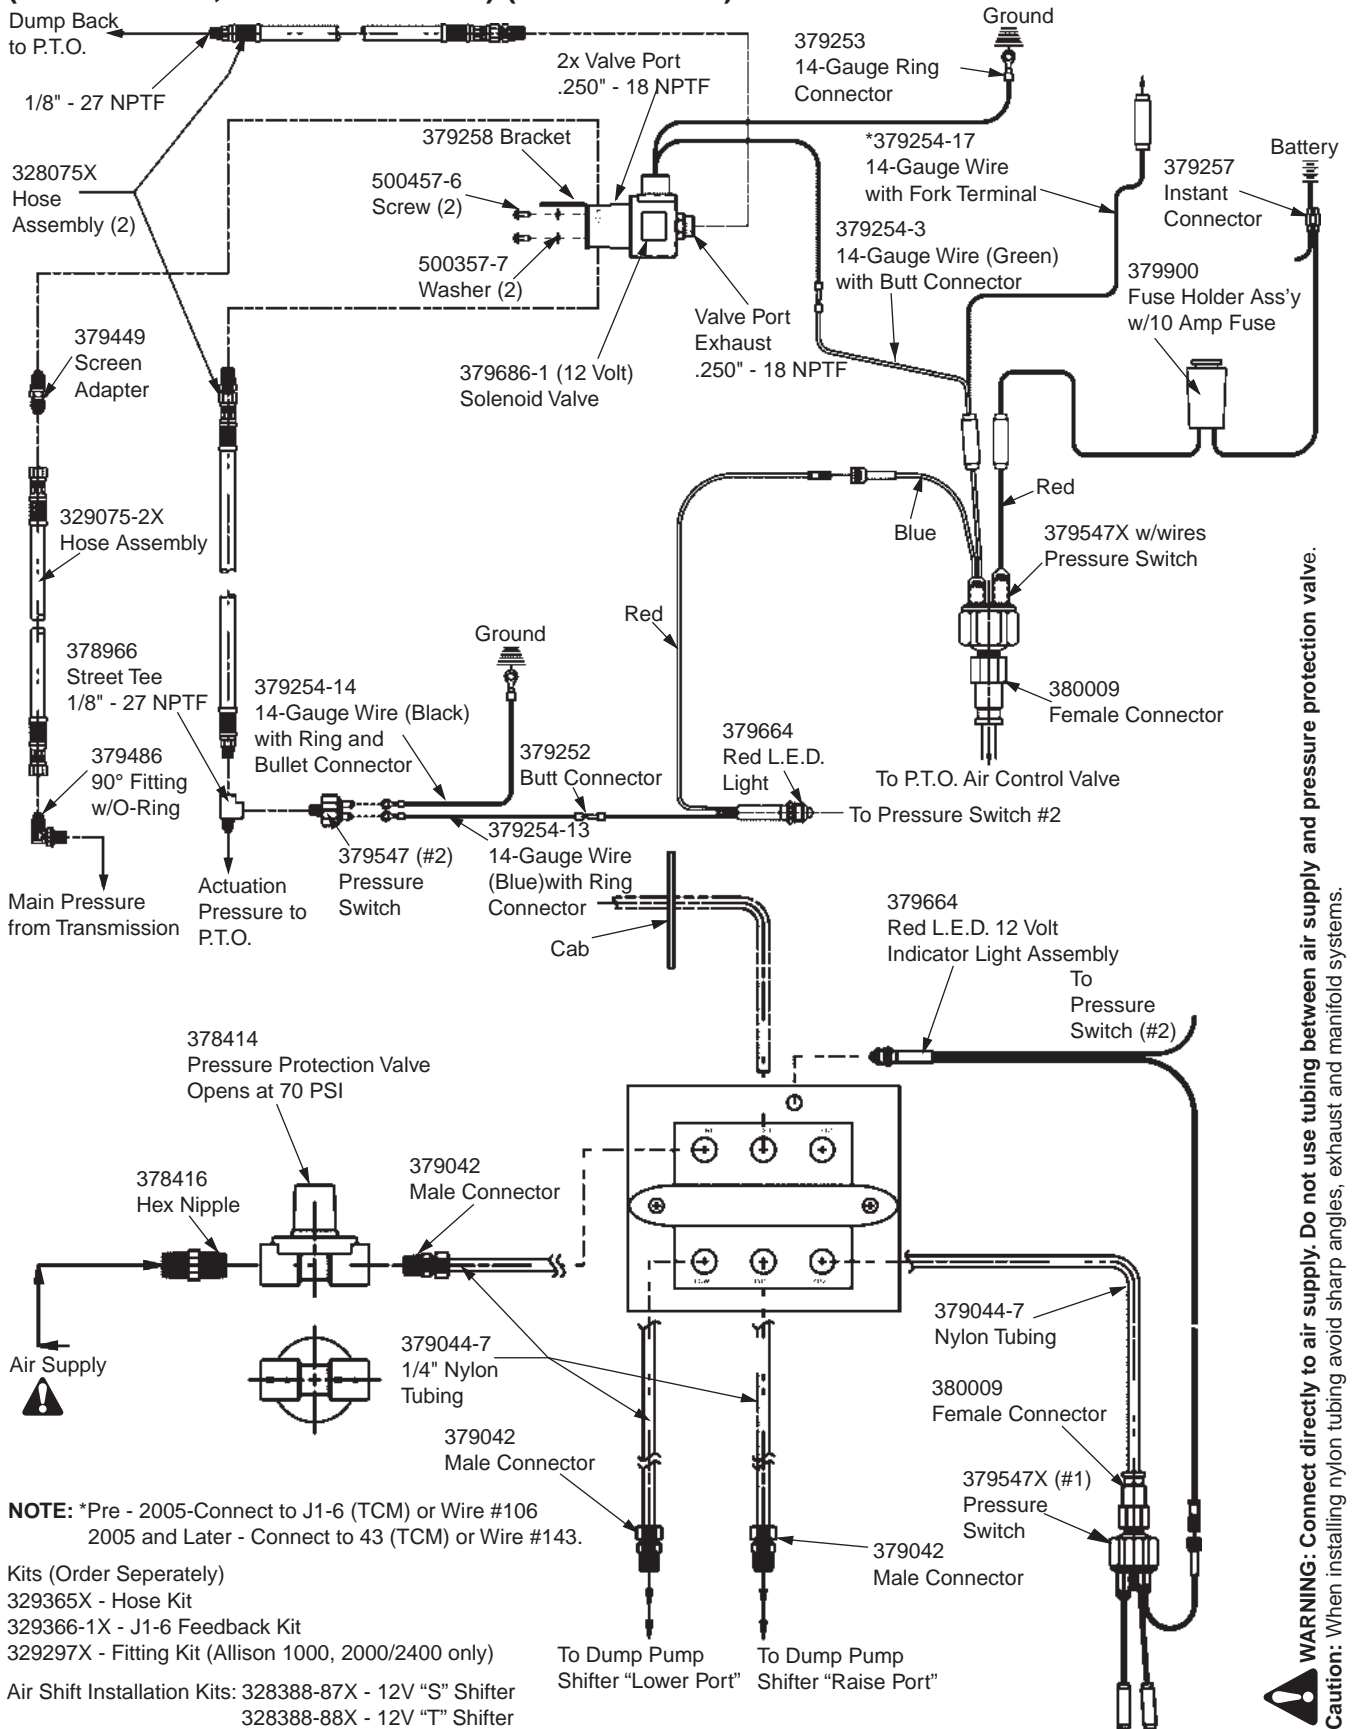 Dump Back
to P.T.O.
1/8" - 27 NPTF
328075X
Hose
Assembly (2)
379449
Screen
Adapter
329075-2X
Hose Assembly
378966
Street Tee
1/8" - 27 NPTF
379486
90° Fitting
w/O-Ring
Main Pressure
from Transmission
Actuation
Pressure to
P.T.O.
2x Valve Port
.250" - 18 NPTF
379258 Bracket
500457-6
Screw (2)
500357-7
Washer (2)
379686-1 (12 Volt)
Solenoid Valve
Valve Port
Exhaust
.250" - 18 NPTF
Ground
379253
14-Gauge Ring
Connector
*379254-17
14-Gauge Wire
with Fork Terminal
379254-3
14-Gauge Wire (Green)
with Butt Connector
Battery
379257
Instant
Connector
379900
Fuse Holder Ass'y
w/10 Amp Fuse
Red
Blue
379547X w/wires
Pressure Switch
380009
Female Connector
To P.T.O. Air Control Valve
Red
Ground
379254-14
14-Gauge Wire (Black)
with Ring and
Bullet Connector
379252
Butt Connector
379664
Red L.E.D.
Light
To Pressure Switch #2
379547 (#2)
Pressure
Switch
379254-13
14-Gauge Wire
(Blue)with Ring
Connector
Cab
379664
Red L.E.D. 12 Volt
Indicator Light Assembly
To
Pressure
Switch (#2)
378414
Pressure Protection Valve
Opens at 70 PSI
378416
Hex Nipple
379042
Male Connector
Air Supply
379044-7
1/4" Nylon
Tubing
379042
Male Connector
379044-7
Nylon Tubing
380009
Female Connector
379547X (#1)
Pressure
Switch
379042
Male Connector
To Dump Pump
Shifter “Lower Port”
To Dump Pump
Shifter “Raise Port”
NOTE: *Pre - 2005-Connect to J1-6 (TCM) or Wire #106
2005 and Later - Connect to 43 (TCM) or Wire #143.
Kits (Order Seperately)
329365X - Hose Kit
329366-1X - J1-6 Feedback Kit
329297X - Fitting Kit (Allison 1000, 2000/2400 only)
Air Shift Installation Kits: 328388-87X - 12V “S” Shifter
328388-88X - 12V “T” Shifter
WARNING: Connect directly to air supply. Do not use tubing between air supply and pressure protection valve.
Caution: When installing nylon tubing avoid sharp angles, exhaust and manifold systems.